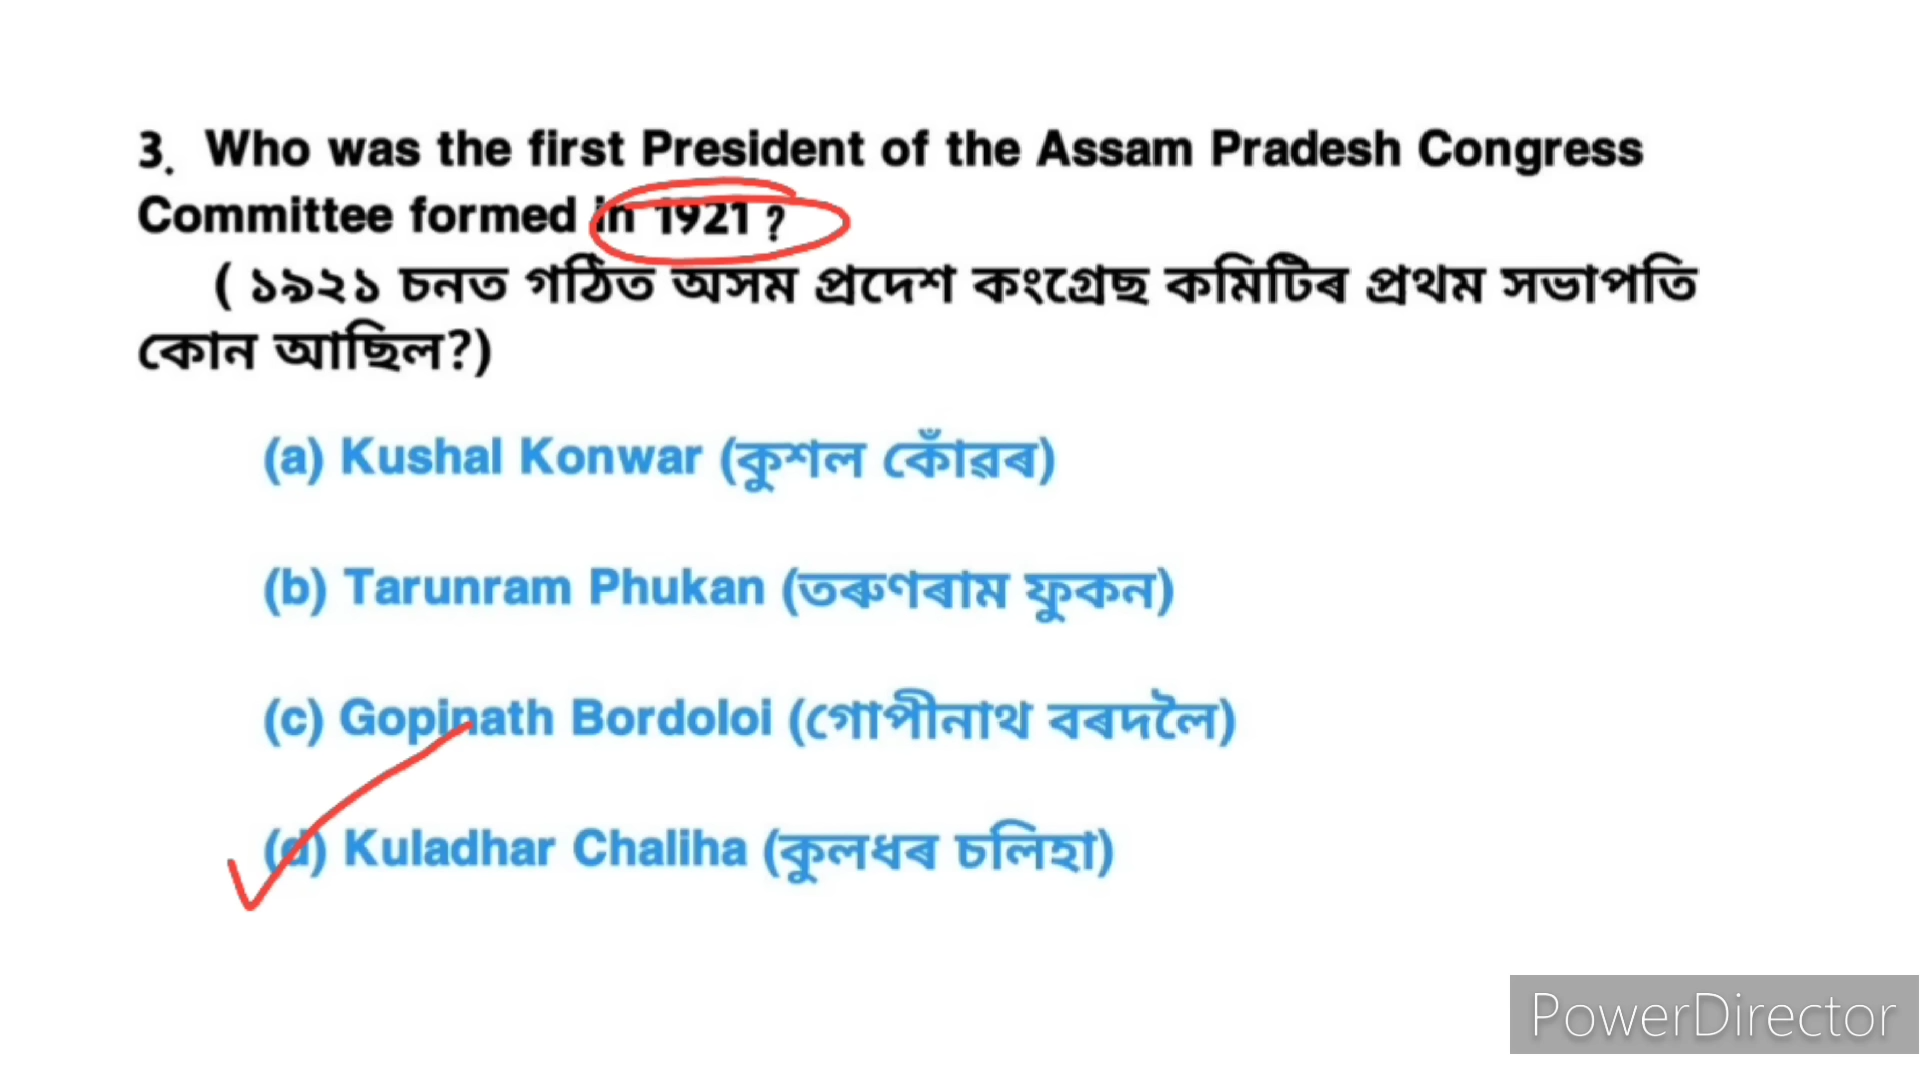 3. Who was the first President of the Assam Pradesh Congress
Committee formed in 1921 ?
( ১৯২১ চনত গঠিত অসম প্ৰদেশ কংগ্ৰেছ কমিটিৰ প্ৰথম সভাপতি
কোন আছিল?)
(a) Kushal Konwar (কুশল কোঁৱৰ)
(b) Tarunram Phukan (তৰুণৰাম ফুকন)
(c) Gopinath Bordoloi (গোপীনাথ বৰদলৈ)
(d) Kuladhar Chaliha (কুলধৰ চলিহা)
PowerDirector